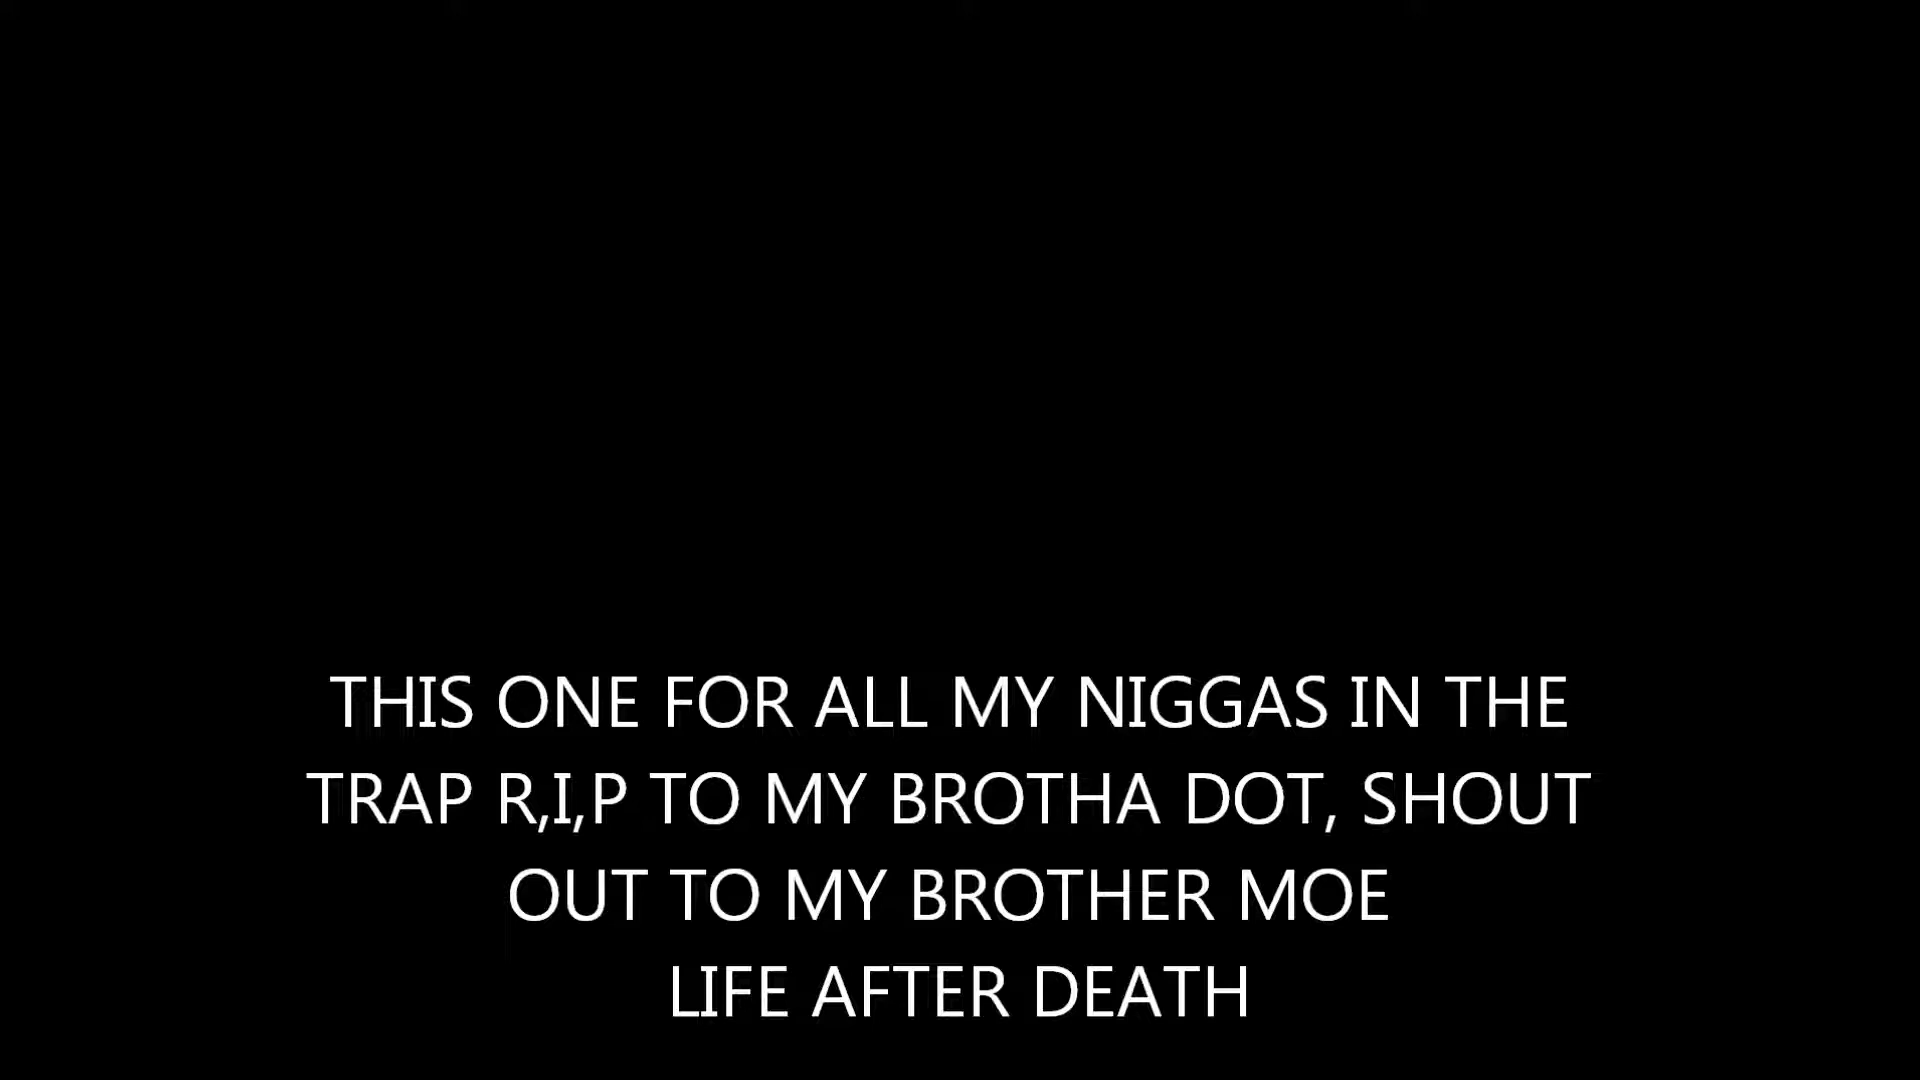 THIS ONE FOR ALL MY NIGGAS IN THE
TRAP R,I,P TO MY BROTHA DOT, SHOUT
OUT TO MY BROTHER MOE
LIFE AFTER DEATH